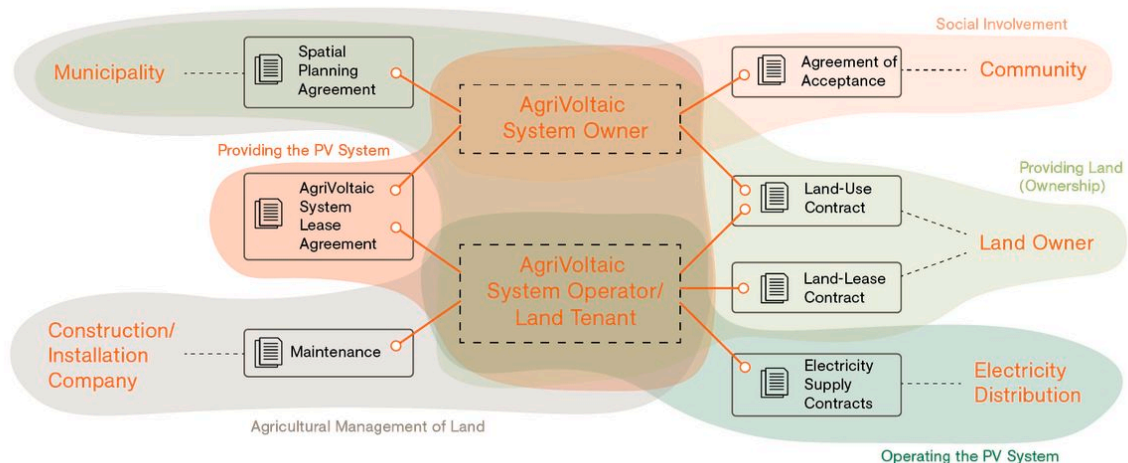 Social Involvement
Municipality
Spatial
Planning
Agreement
AgriVoltaic
System Owner
Agreement of
Acceptance
Community
Providing the PV System
AgriVoltaic
System
Lease
Agreement
Land-Use
Contract
Providing Land
(Ownership)
Land Owner
AgriVoltaic
System Operator/
Land Tenant
Land-Lease
Contract
Construction/
Installation
Company
Maintenance
Electricity
Supply
Contracts
Electricity
Distribution
Agricultural Management of Land
Operating the PV System